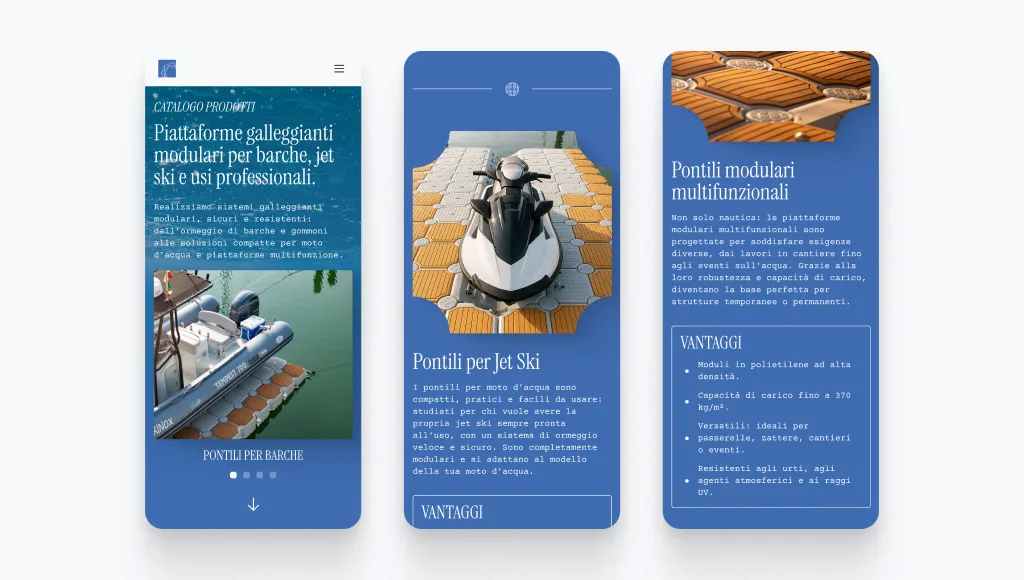 CATALOGO PRODOTTI
Piattaforme galleggianti
modulari per barche, jet
ski e usi professionali.
Realizziamo sistemi galleggianti
modulari, sicuri e resistenti:
dall'ormeggio di barche e gommoni
alle soluzioni compatte per moto
d'acqua e piattaforme multifunzione.
TEMPEST 700
INOX
PONTILI PER BARCHE
Pontili per Jet Ski
I pontili per moto d'acqua sono
compatti, pratici e facili da usare:
studiati per chi vuole avere la
propria jet ski sempre pronta
all'uso, con un sistema di ormeggio
veloce e sicuro. Sono completamente
modulari e si adattano al modello
della tua moto d'acqua.
VANTAGGI
Pontili modulari
multifunzionali
Non solo nautica: le piattaforme
modulari multifunzionali sono
progettate per soddisfare esigenze
diverse, dai lavori in cantiere fino
agli eventi sull'acqua. Grazie alla
loro robustezza e capacità di carico,
diventano la base perfetta per
strutture temporanee o permanenti.
VANTAGGI
Moduli in polietilene ad alta
densità.
Capacità di carico fino a 370
kg/m².
Versatili: ideali per
passerelle, zattere, cantieri
o eventi.
Resistenti agli urti, agli
agenti atmosferici e ai raggi
UV.